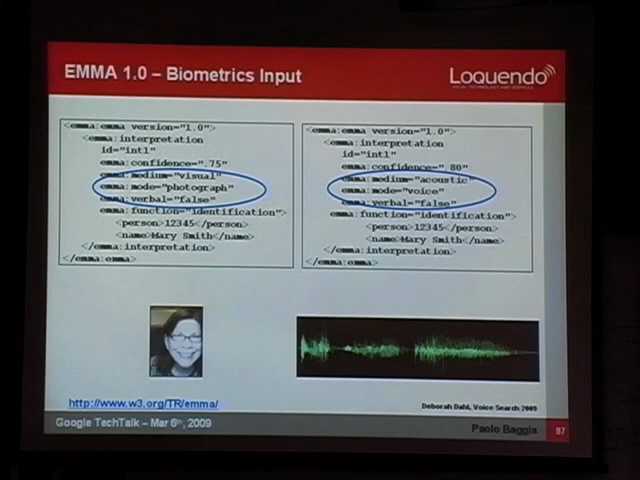 EMMA 1.0 – Biometrics Input
Loquendo
<emma:emma version="1.0">
<emma:interpretation
id="int1"
emma:confidence=".75"
emma:medium="visual"
emma:mode="photograph"
emma:verbal="false"
emma:function="identification">
<person>12345</person>
<name>Mary Smith</name>
</emma:interpretation>
</emma:emma>
<emma:emma version="1.0">
<emma:interpretation
id="int1"
emma:confidence=".80"
emma:medium="acoustic"
emma:mode="voice"
emma:verbal="false"
emma:function="identification">
<person>12345</person>
<name>Mary Smith</name>
</emma:interpretation>
</emma:emma>
http://www.w3.org/TR/emma/
Deborah Dahl, Voice Search 2009
Google TechTalk – Mar 6th, 2009
Paolo Baggia
97